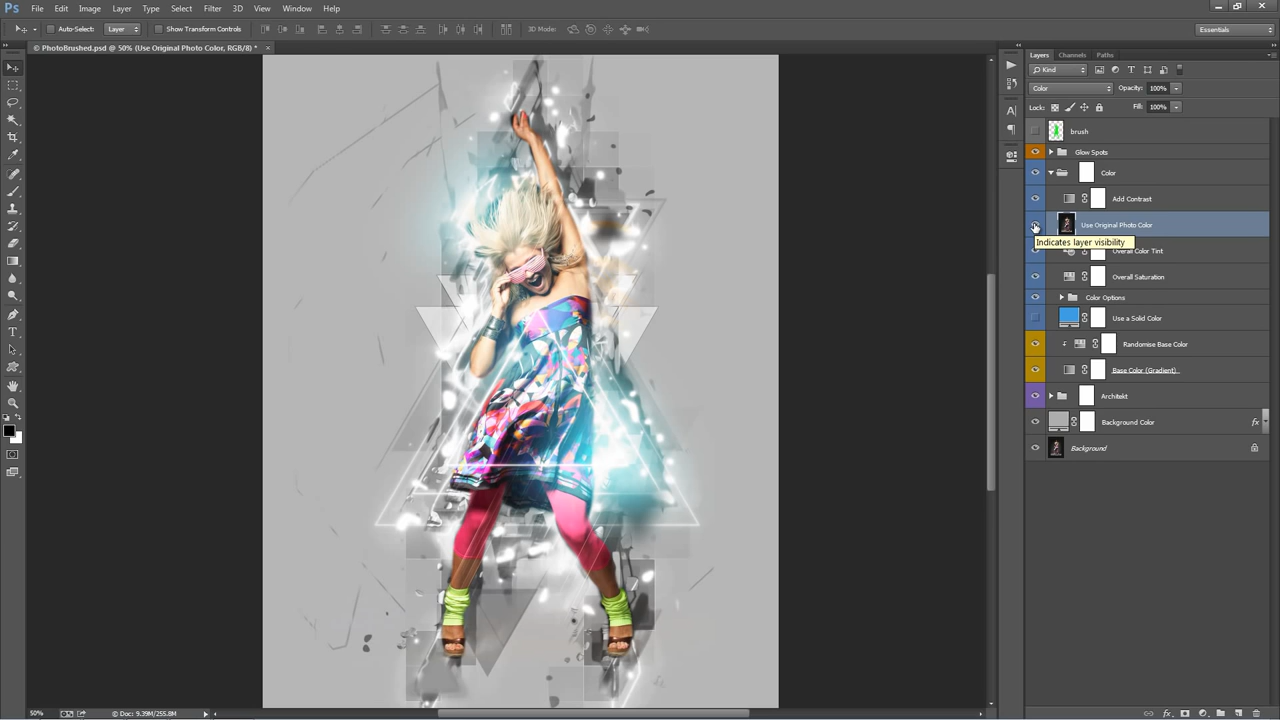 Ps File Edit Image Layer Type Select Filter 3D View Window Help
Auto-Select: Layer Show Transform Controls 3D Mode: Essentials
© PhotoBrushed.psd @ 50% (Use Original Photo Color, RGB/8) * ×
Layers Channels Paths
Kind
Color Opacity: 100%
Lock: Fill: 100%
brush
Glow Spots
Color
Add Contrast
Use Original Photo Color
Indicates layer visibility
Overall Color Tint
Overall Saturation
Color Options
Use a Solid Color
Randomise Base Color
Base Color (Gradient)
Architekt
Background Color fx
Background
50% © Doc: 9.39M/255.8M
fx